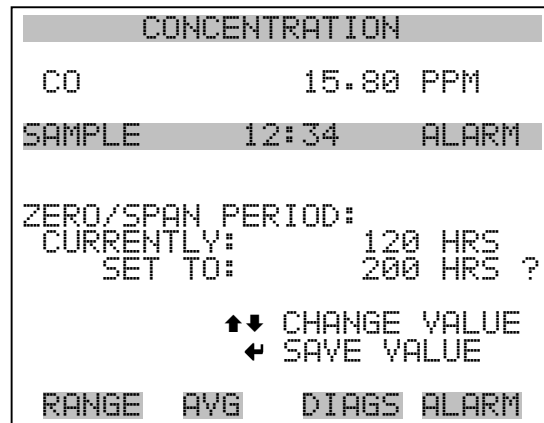 CONCENTRATION
CO 15.80 PPM
SAMPLE 12:34 ALARM
ZERO/SPAN PERIOD:
CURRENTLY: 120 HRS
SET TO: 200 HRS ?
⬆⬇ CHANGE VALUE
↵ SAVE VALUE
RANGE AVG DIAGS ALARM